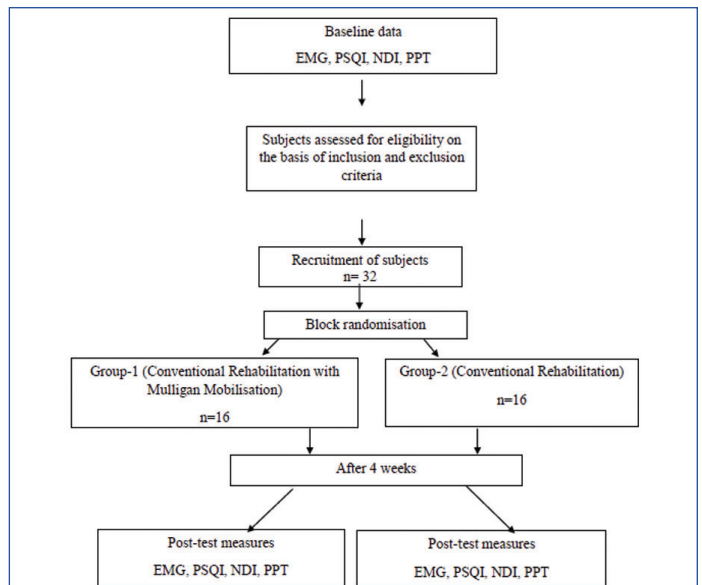 Baseline data
EMG, PSQI, NDI, PPT
Subjects assessed for eligibility on
the basis of inclusion and exclusion
criteria
Recruitment of subjects
n= 32
Block randomisation
Group-1 (Conventional Rehabilitation with
Mulligan Mobilisation)
n=16
Group-2 (Conventional Rehabilitation)
n=16
After 4 weeks
Post-test measures
EMG, PSQI, NDI, PPT
Post-test measures
EMG, PSQI, NDI, PPT